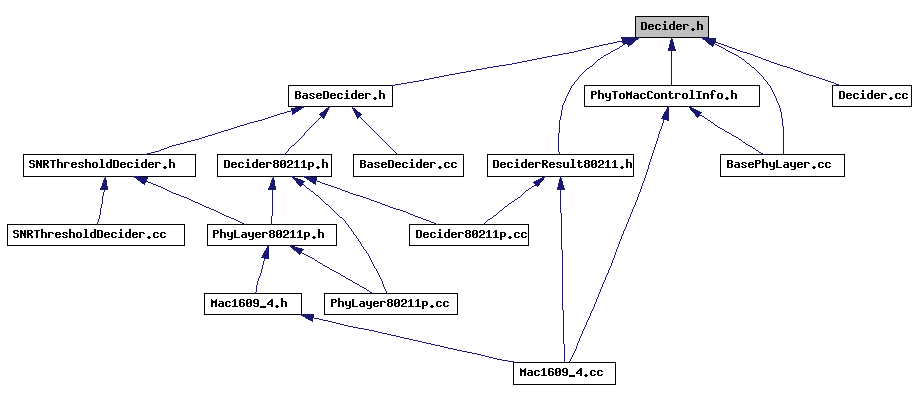 Decider.h
BaseDecider.h
PhyToMacControlInfo.h
Decider.cc
SNRThresholdDecider.h
Decider80211p.h
BaseDecider.cc
DeciderResult80211.h
BasePhyLayer.cc
SNRThresholdDecider.cc
PhyLayer80211p.h
Decider80211p.cc
Mac1609_4.h
PhyLayer80211p.cc
Mac1609_4.cc